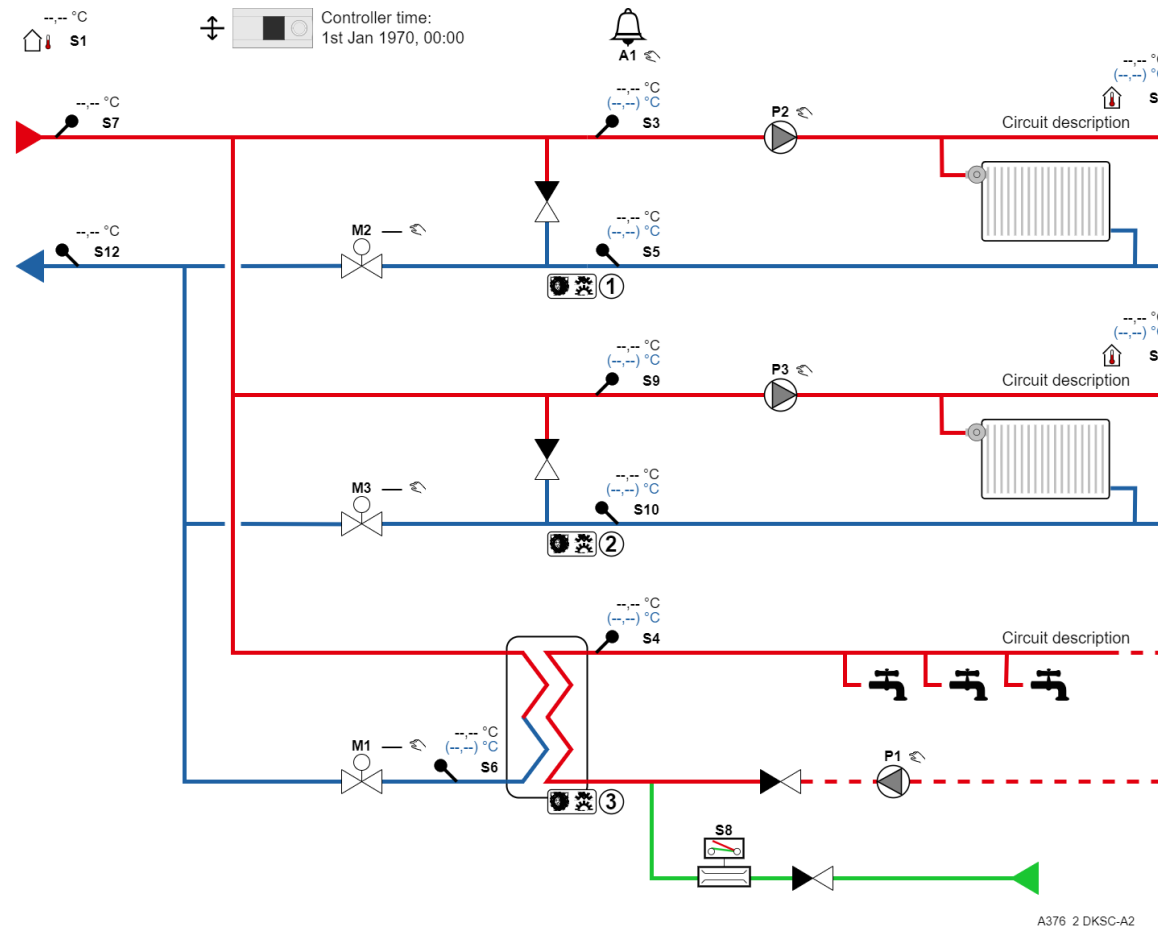 --,-- °C
S1
Controller time:
1st Jan 1970, 00:00
A1
--,-- °C
S7
--,-- °C
(--,--) °C
S3
P2
--,-- °C
(--,--) °C
S
Circuit description
--,-- °C
S12
M2
--,-- °C
(--,--) °C
S5
1
--,-- °C
(--,--) °C
S9
P3
--,-- °C
(--,--) °C
S
Circuit description
M3
--,-- °C
(--,--) °C
S10
2
--,-- °C
(--,--) °C
S4
Circuit description
M1
--,-- °C
(--,--) °C
S6
P1
3
S8
A376 2 DKSC-A2